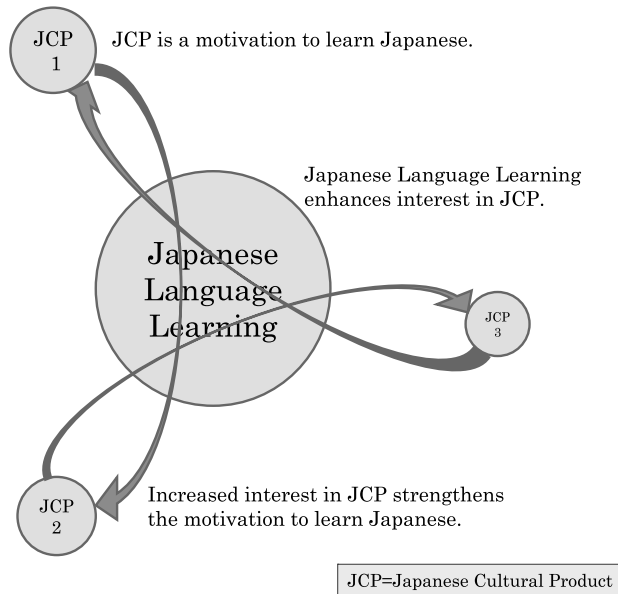 JCP
1
JCP is a motivation to learn Japanese.
Japanese Language Learning
enhances interest in JCP.
Japanese
Language
Learning
JCP
3
JCP
2
Increased interest in JCP strengthens
the motivation to learn Japanese.
JCP=Japanese Cultural Product